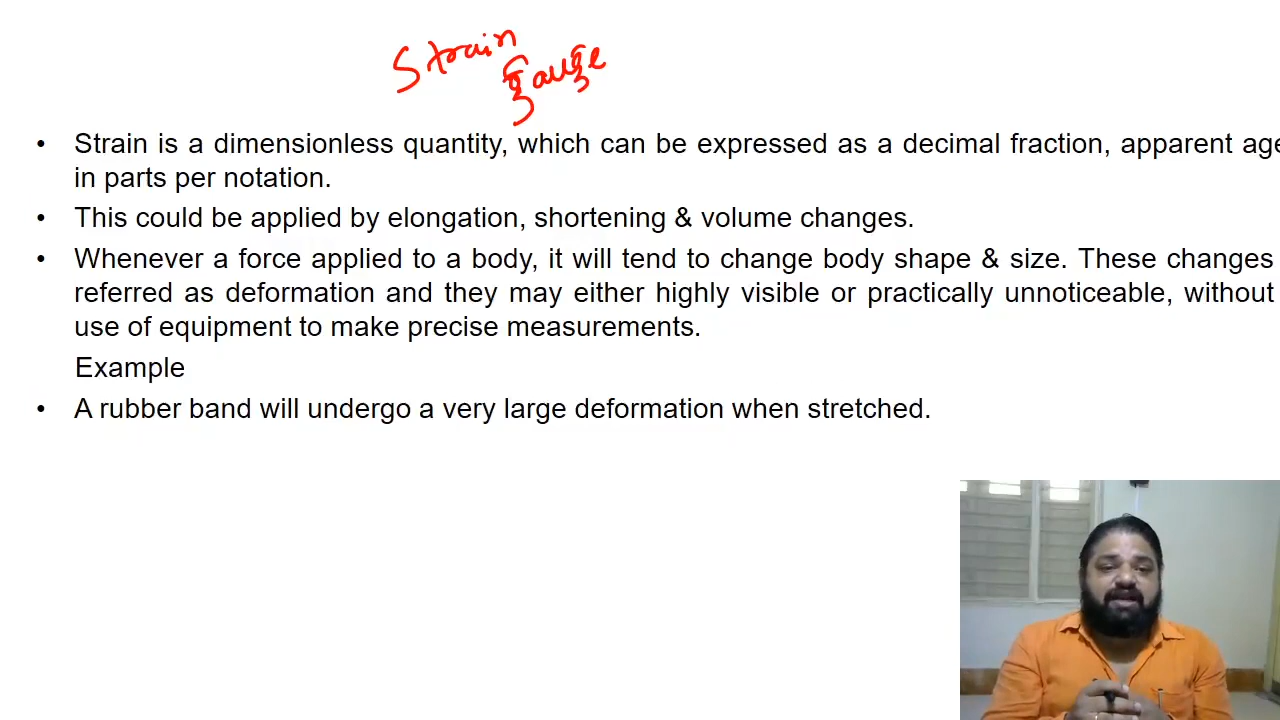 Strain
gauge
• Strain is a dimensionless quantity, which can be expressed as a decimal fraction, apparent age
in parts per notation.
• This could be applied by elongation, shortening & volume changes.
• Whenever a force applied to a body, it will tend to change body shape & size. These changes
referred as deformation and they may either highly visible or practically unnoticeable, without
use of equipment to make precise measurements.
Example
• A rubber band will undergo a very large deformation when stretched.